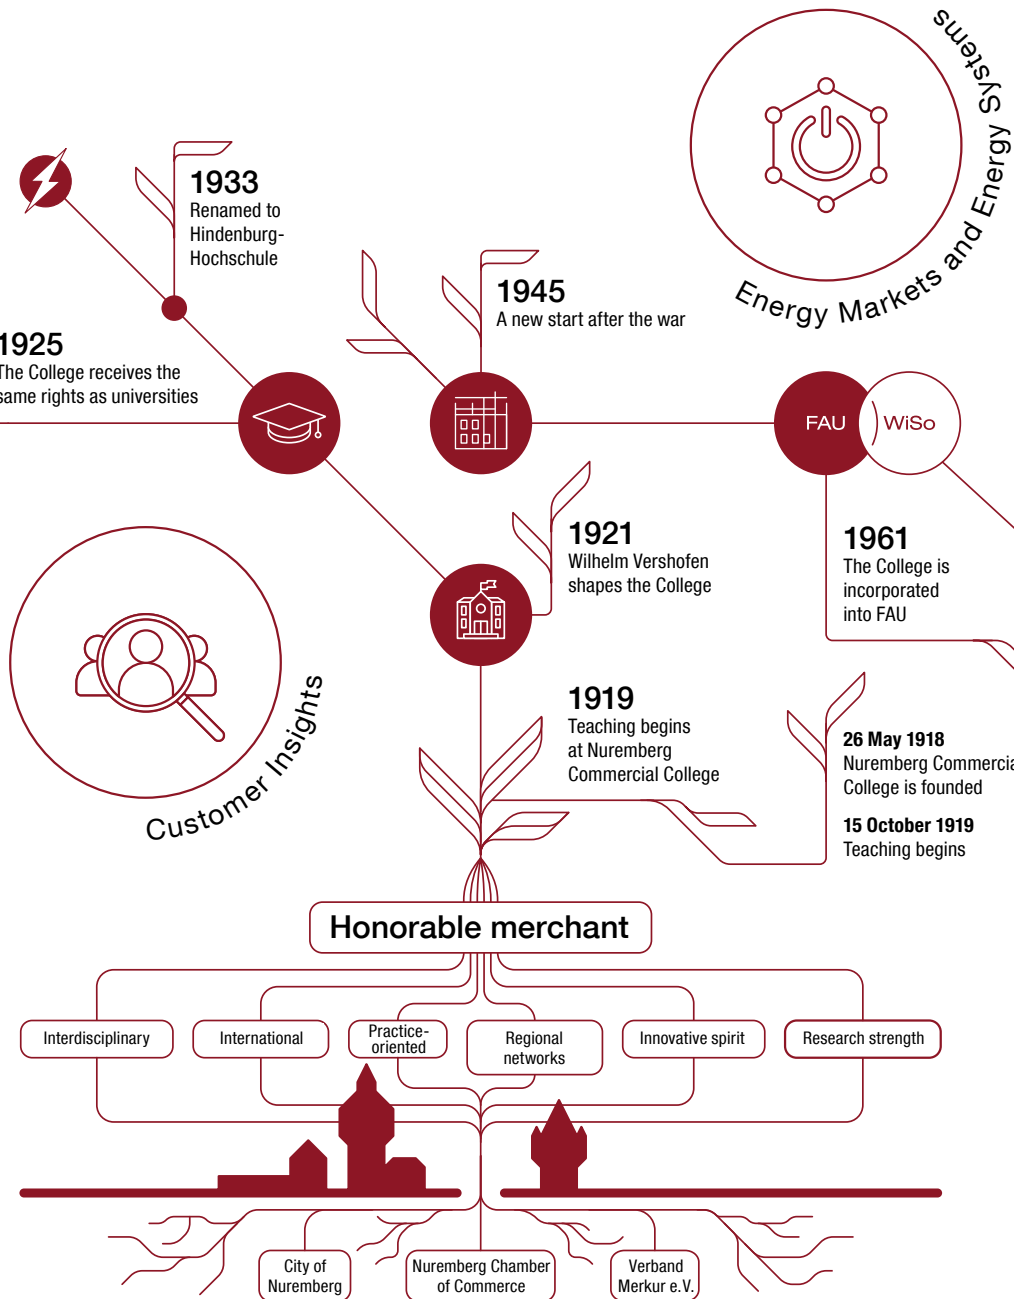 Energy Markets and Energy Systems
1933
Renamed to
Hindenburg-
Hochschule
1945
A new start after the war
1925
The College receives the
same rights as universities
FAU
WiSo
1921
Wilhelm Vershofen
shapes the College
1961
The College is
incorporated
into FAU
Customer Insights
1919
Teaching begins
at Nuremberg
Commercial College
26 May 1918
Nuremberg Commercia
College is founded
15 October 1919
Teaching begins
Honorable merchant
Interdisciplinary
International
Practice-
oriented
Regional
networks
Innovative spirit
Research strength
City of
Nuremberg
Nuremberg Chamber
of Commerce
Verband
Merkur e.V.